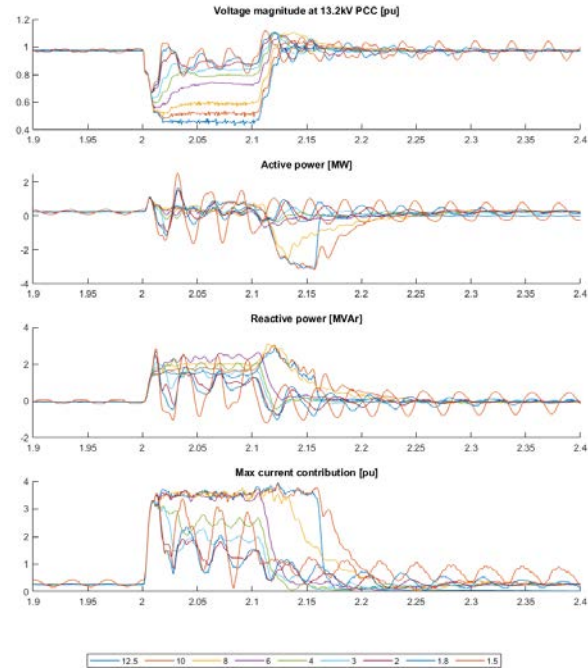 Voltage magnitude at 13.2kV PCC [pu]
1.2
1
0.8
0.6
0.4
1.9 1.95 2 2.05 2.1 2.15 2.2 2.25 2.3 2.35 2.4
Active power [MW]
2
0
-2
-4
1.9 1.95 2 2.05 2.1 2.15 2.2 2.25 2.3 2.35 2.4
Reactive power [MVAr]
4
2
0
-2
1.9 1.95 2 2.05 2.1 2.15 2.2 2.25 2.3 2.35 2.4
Max current contribution [pu]
4
3
2
1
0
1.9 1.95 2 2.05 2.1 2.15 2.2 2.25 2.3 2.35 2.4
12.5 10 8 6 4 3 2 1.8 1.5